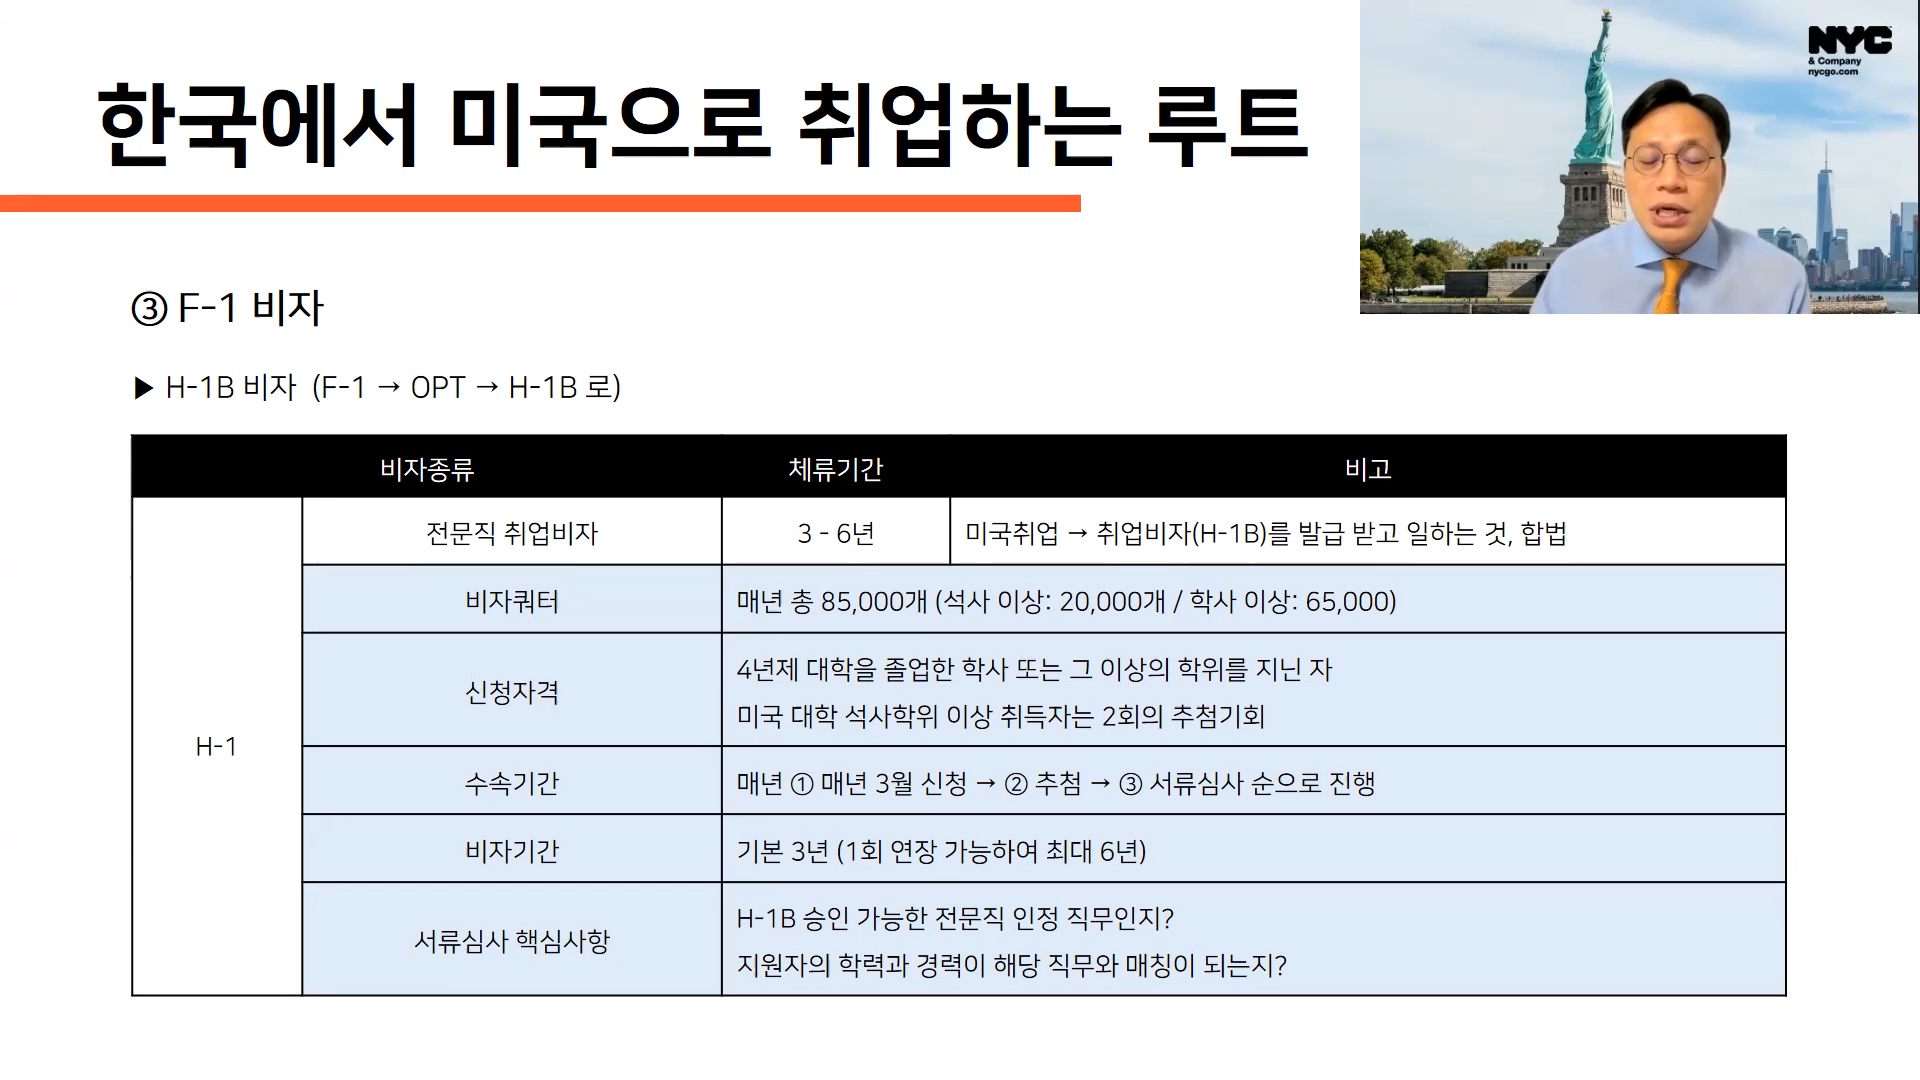 한국에서 미국으로 취업하는 루트
NYC
& Company
nycgo.com
③ F-1 비자
▶ H-1B 비자 (F-1 → OPT → H-1B 로)
비자종류 체류기간 비고
H-1
전문직 취업비자 3 - 6년 미국취업 → 취업비자(H-1B)를 발급 받고 일하는 것, 합법
비자쿼터 매년 총 85,000개 (석사 이상: 20,000개 / 학사 이상: 65,000)
신청자격
4년제 대학을 졸업한 학사 또는 그 이상의 학위를 지닌 자
미국 대학 석사학위 이상 취득자는 2회의 추첨기회
수속기간 매년 ① 매년 3월 신청 → ② 추첨 → ③ 서류심사 순으로 진행
비자기간 기본 3년 (1회 연장 가능하여 최대 6년)
서류심사 핵심사항
H-1B 승인 가능한 전문직 인정 직무인지?
지원자의 학력과 경력이 해당 직무와 매칭이 되는지?